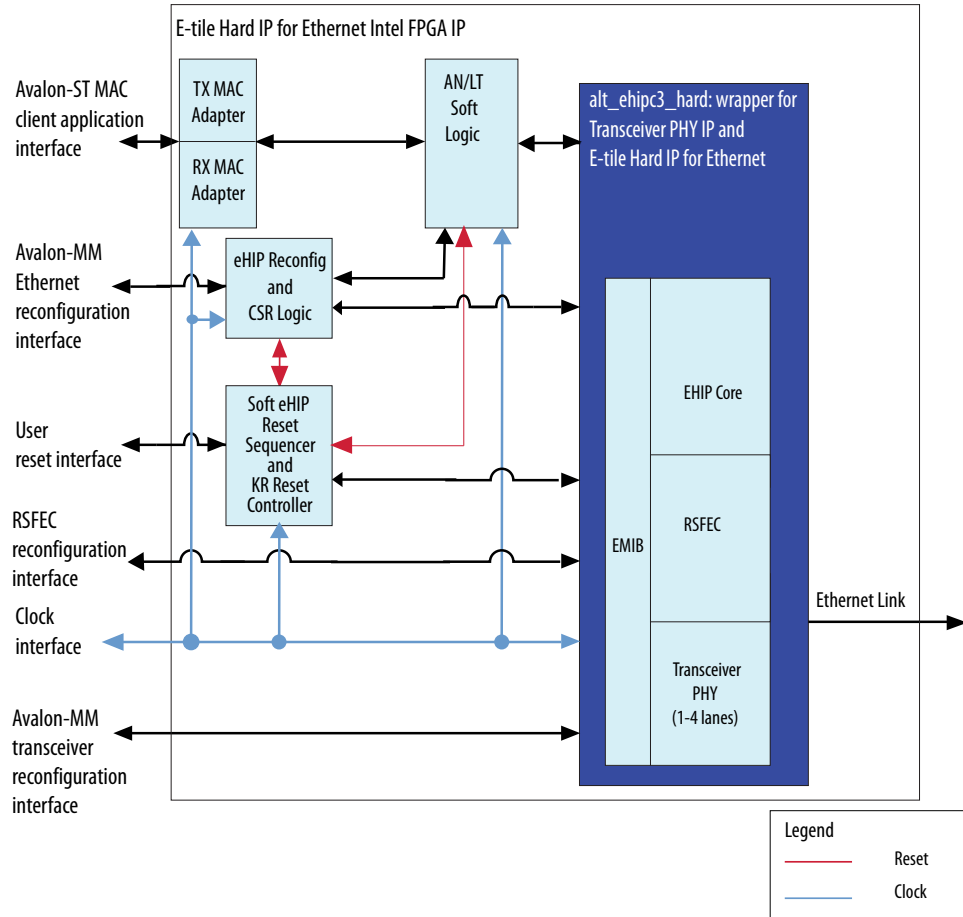 E-tile Hard IP for Ethernet Intel FPGA IP
Avalon-ST MAC
client application
interface
TX MAC
Adapter
RX MAC
Adapter
AN/LT
Soft
Logic
alt_ehipc3_hard: wrapper for
Transceiver PHY IP and
E-tile Hard IP for Ethernet
Avalon-MM
Ethernet
reconfiguration
interface
eHIP Reconfig
and
CSR Logic
User
reset interface
Soft eHIP
Reset
Sequencer
and
KR Reset
Controller
RSFEC
reconfiguration
interface
Clock
interface
Avalon-MM
transceiver
reconfiguration
interface
EMIB
EHIP Core
RSFEC
Transceiver
PHY
(1-4 lanes)
Ethernet Link
Legend
Reset
Clock